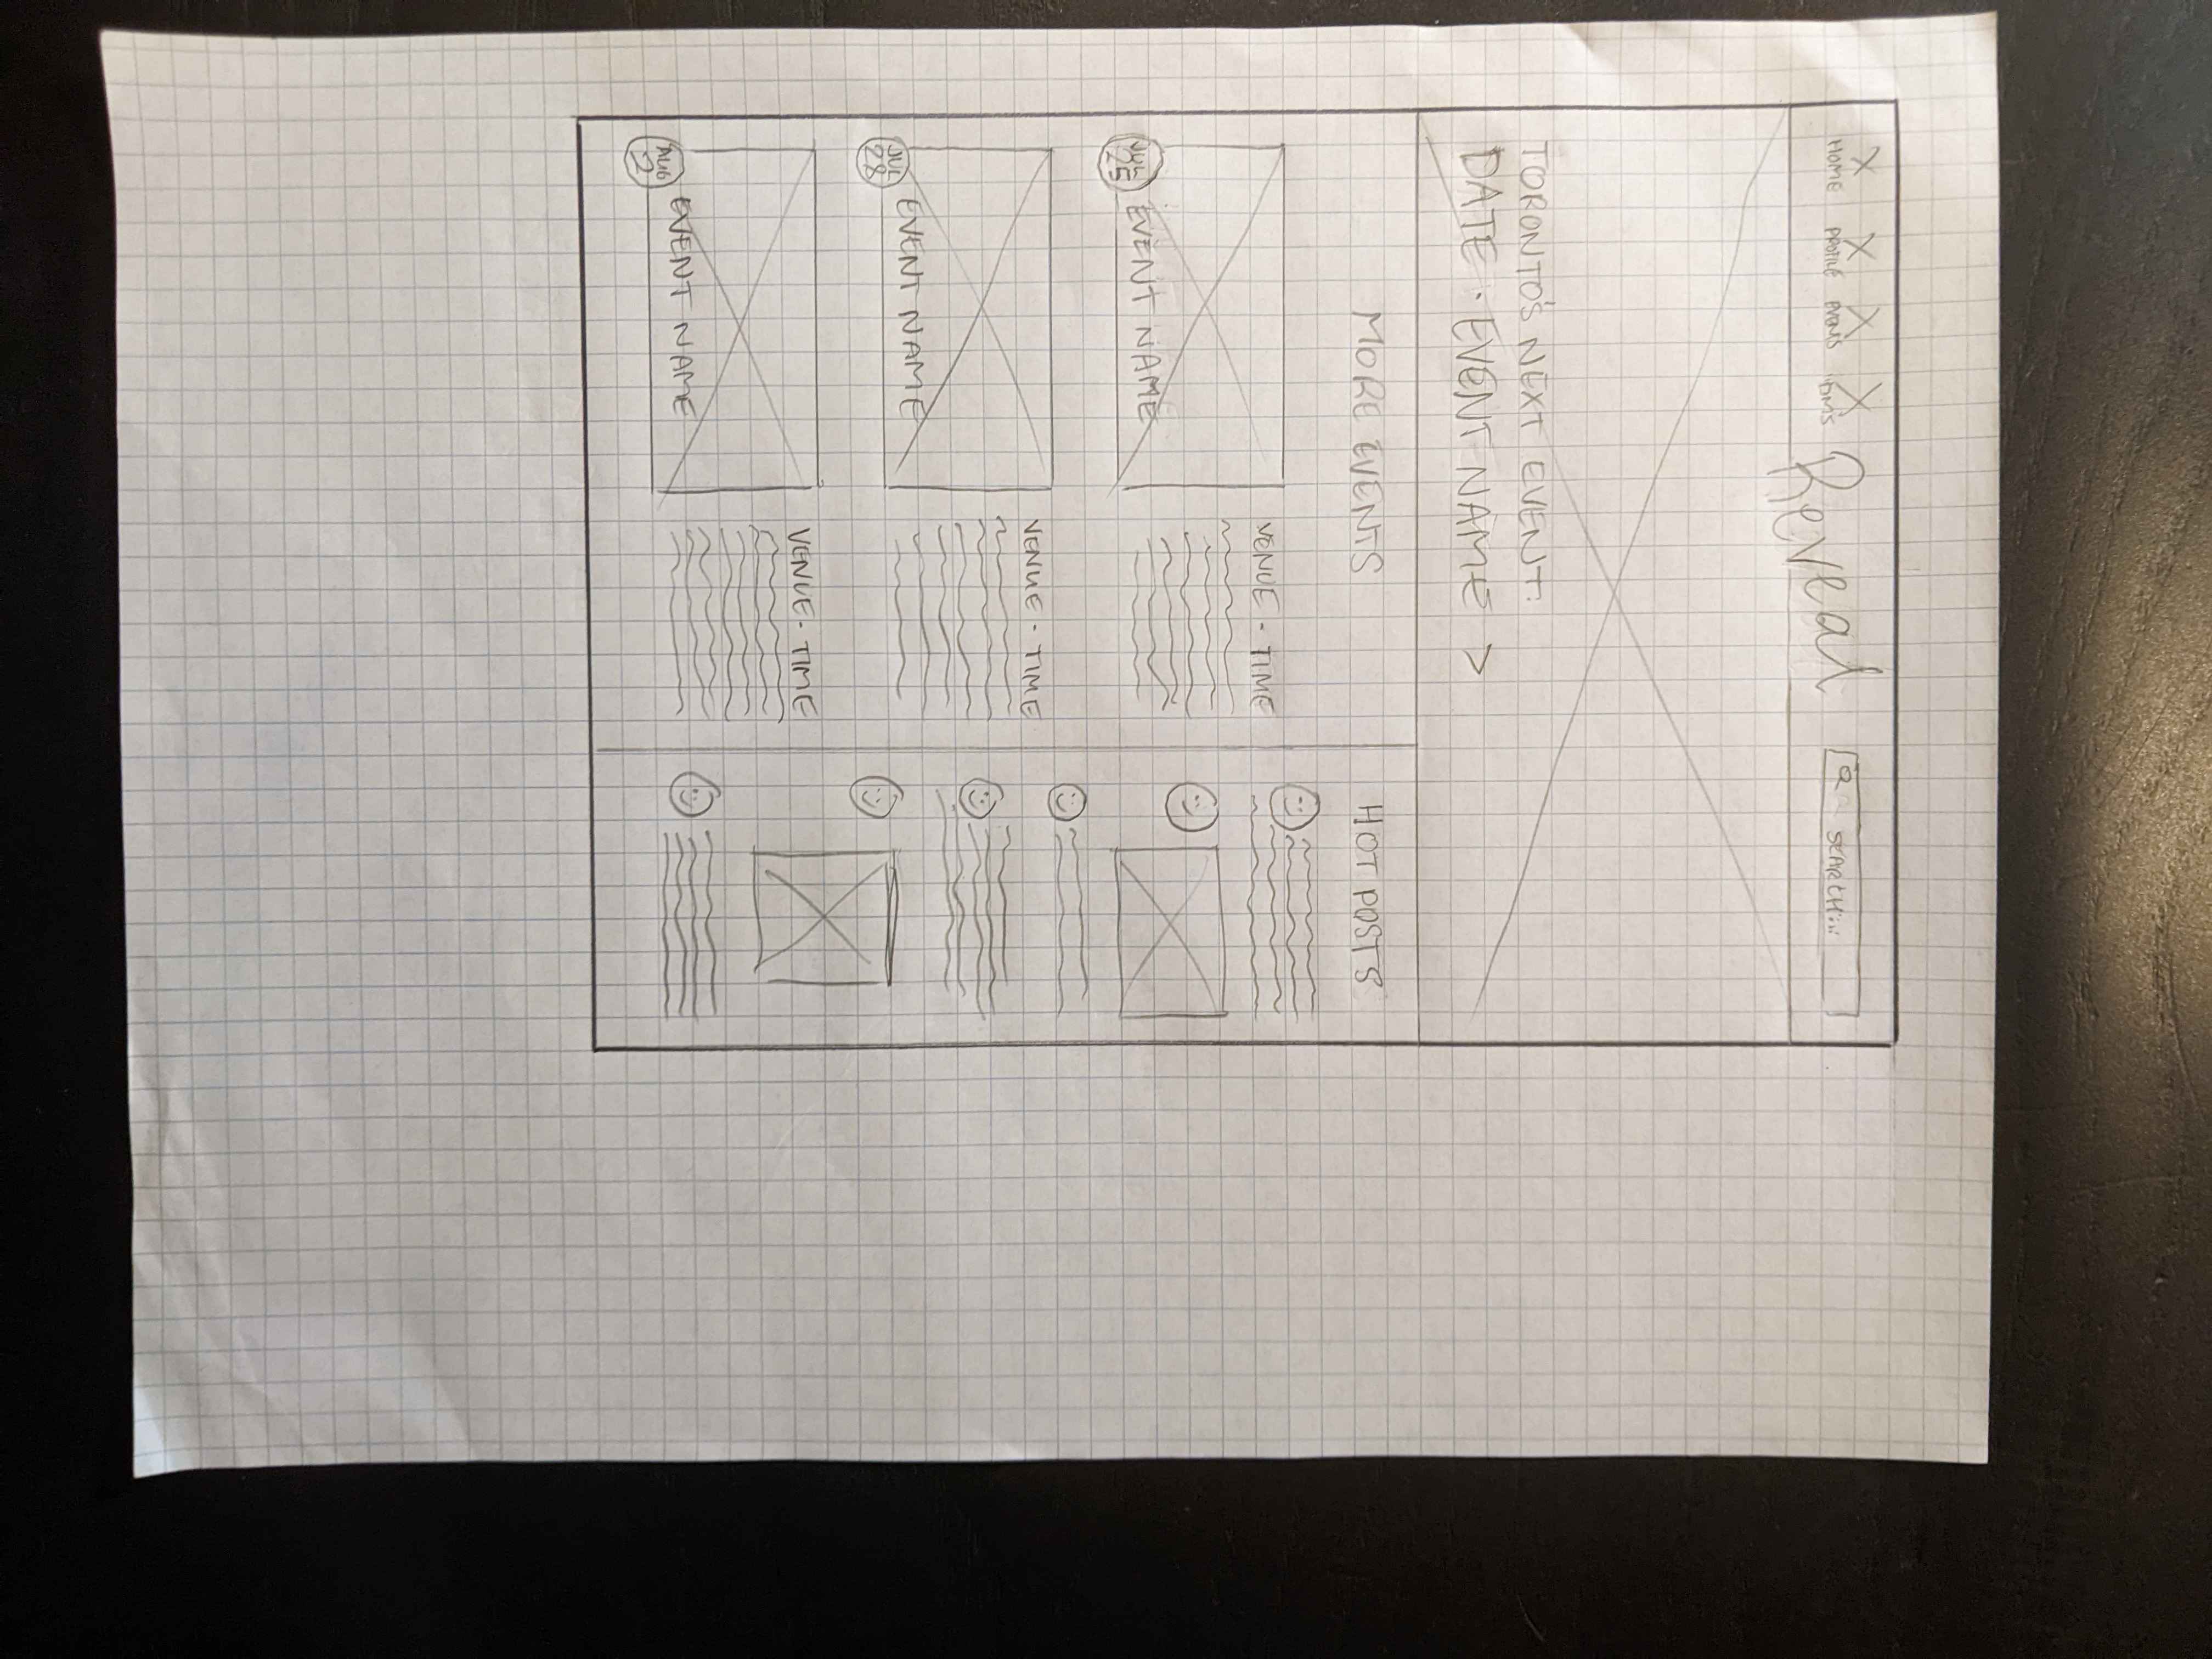 HOME PROFILE EVENTS DMS
Reveal
SEARCH...
TORONTO'S NEXT EVENT:
DATE · EVENT NAME >
MORE EVENTS
VENUE - TIME
EVENT NAME
JUL
25
VENUE - TIME
EVENT NAME
JUL
28
VENUE - TIME
EVENT NAME
AUG
2
HOT POSTS